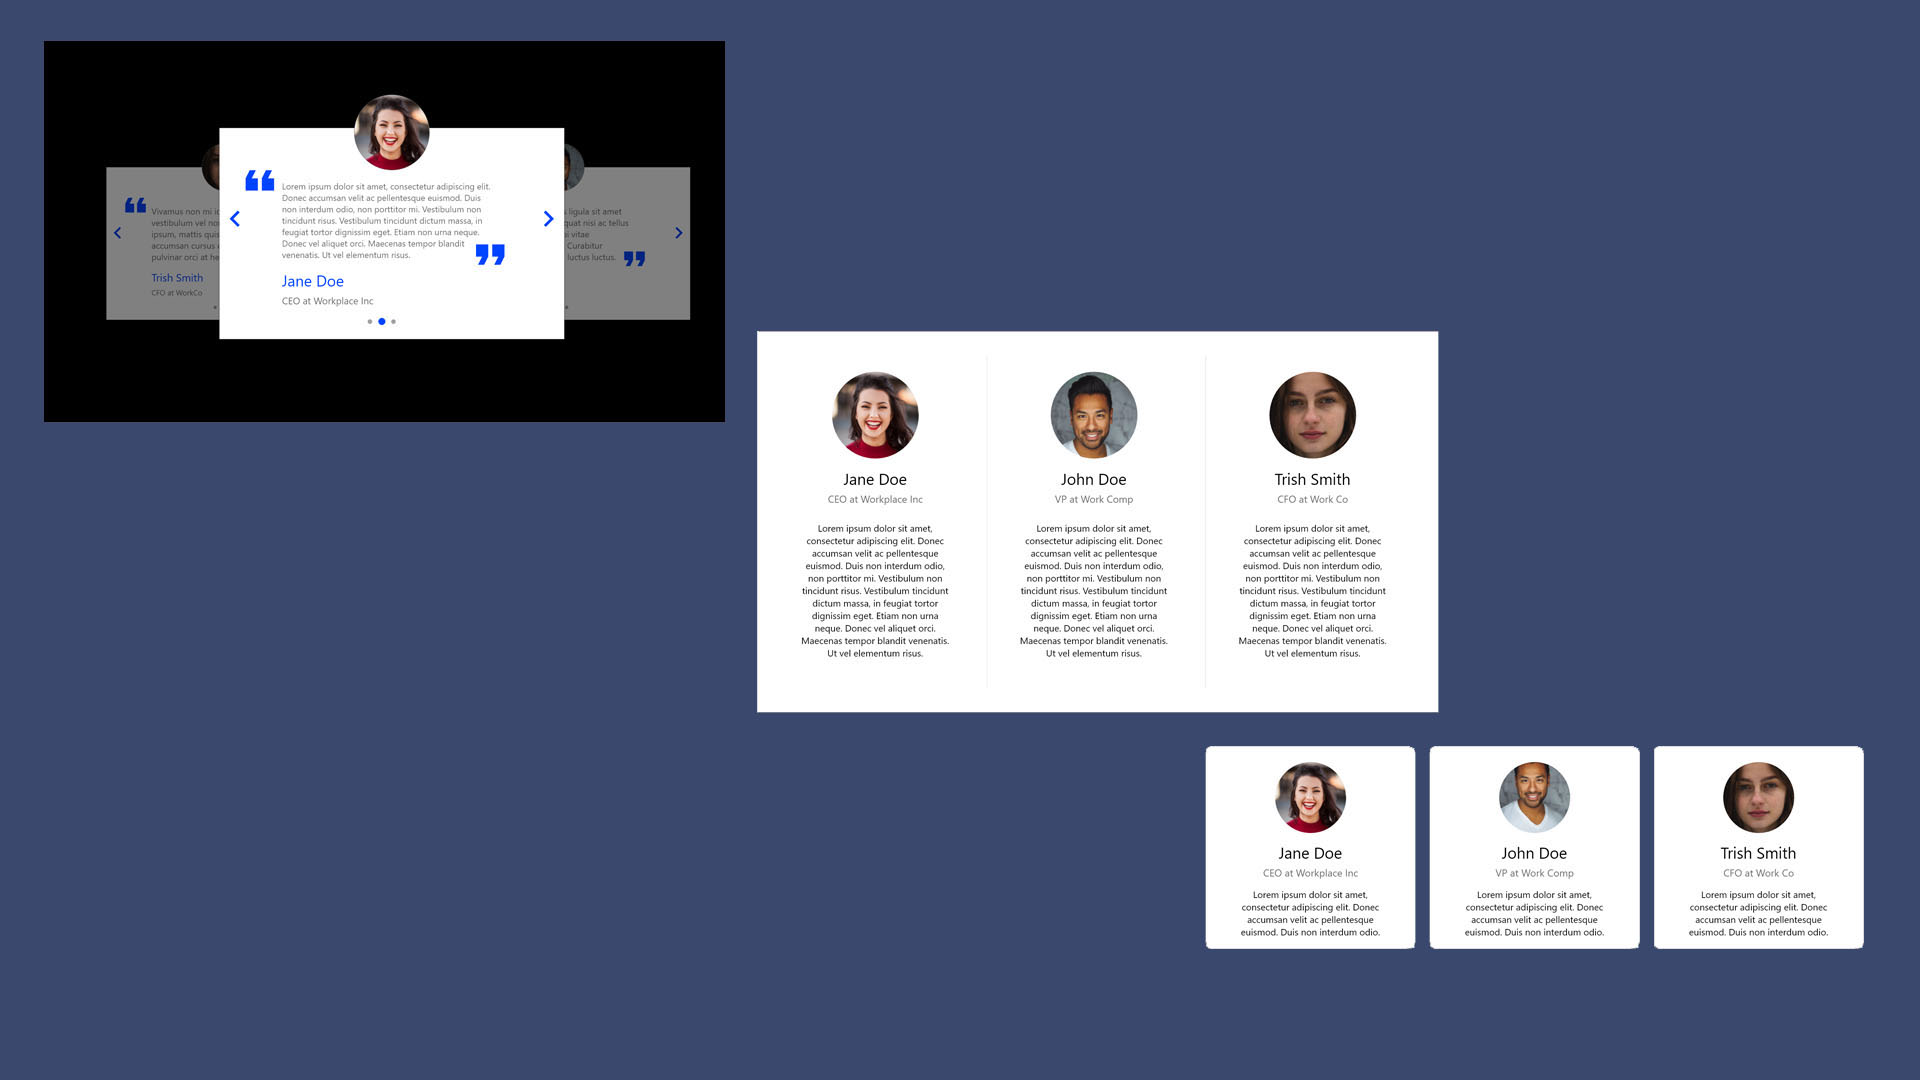 “
Lorem ipsum dolor sit amet, consectetur adipiscing elit.
Donec accumsan velit ac pellentesque euismod. Duis
non interdum odio, non porttitor mi. Vestibulum non
tincidunt risus. Vestibulum tincidunt dictum massa, in
feugiat tortor dignissim eget. Etiam non urna neque.
Donec vel aliquet orci. Maecenas tempor blandit
venenatis. Ut vel elementum risus.
”
Jane Doe
CEO at Workplace Inc
“
Vivamus non mi
vestibulum vel
ipsum, mattis
accumsan cursus
pulvinar orci at
Trish Smith
CFO at WorkCo
ligula sit amet
nisi ac tellus
vitae
Curabitur
luctus luctus.
”
Jane Doe
CEO at Workplace Inc
Lorem ipsum dolor sit amet,
consectetur adipiscing elit. Donec
accumsan velit ac pellentesque
euismod. Duis non interdum odio,
non porttitor mi. Vestibulum non
tincidunt risus. Vestibulum tincidunt
dictum massa, in feugiat tortor
dignissim eget. Etiam non urna
neque. Donec vel aliquet orci.
Maecenas tempor blandit venenatis.
Ut vel elementum risus.
John Doe
VP at Work Comp
Lorem ipsum dolor sit amet,
consectetur adipiscing elit. Donec
accumsan velit ac pellentesque
euismod. Duis non interdum odio,
non porttitor mi. Vestibulum non
tincidunt risus. Vestibulum tincidunt
dictum massa, in feugiat tortor
dignissim eget. Etiam non urna
neque. Donec vel aliquet orci.
Maecenas tempor blandit venenatis.
Ut vel elementum risus.
Trish Smith
CFO at Work Co
Lorem ipsum dolor sit amet,
consectetur adipiscing elit. Donec
accumsan velit ac pellentesque
euismod. Duis non interdum odio,
non porttitor mi. Vestibulum non
tincidunt risus. Vestibulum tincidunt
dictum massa, in feugiat tortor
dignissim eget. Etiam non urna
neque. Donec vel aliquet orci.
Maecenas tempor blandit venenatis.
Ut vel elementum risus.
Jane Doe
CEO at Workplace Inc
Lorem ipsum dolor sit amet,
consectetur adipiscing elit. Donec
accumsan velit ac pellentesque
euismod. Duis non interdum odio.
John Doe
VP at Work Comp
Lorem ipsum dolor sit amet,
consectetur adipiscing elit. Donec
accumsan velit ac pellentesque
euismod. Duis non interdum odio.
Trish Smith
CFO at Work Co
Lorem ipsum dolor sit amet,
consectetur adipiscing elit. Donec
accumsan velit ac pellentesque
euismod. Duis non interdum odio.